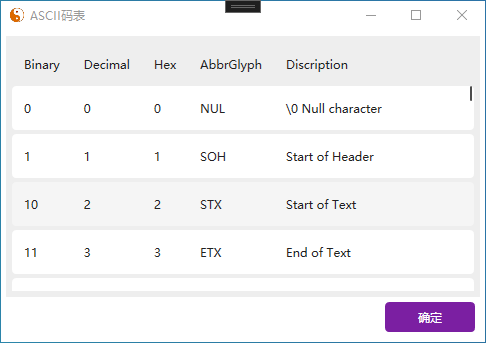 ASCII码表
Binary Decimal Hex AbbrGlyph Discription
0 0 0 NUL \0 Null character
1 1 1 SOH Start of Header
10 2 2 STX Start of Text
11 3 3 ETX End of Text
确定